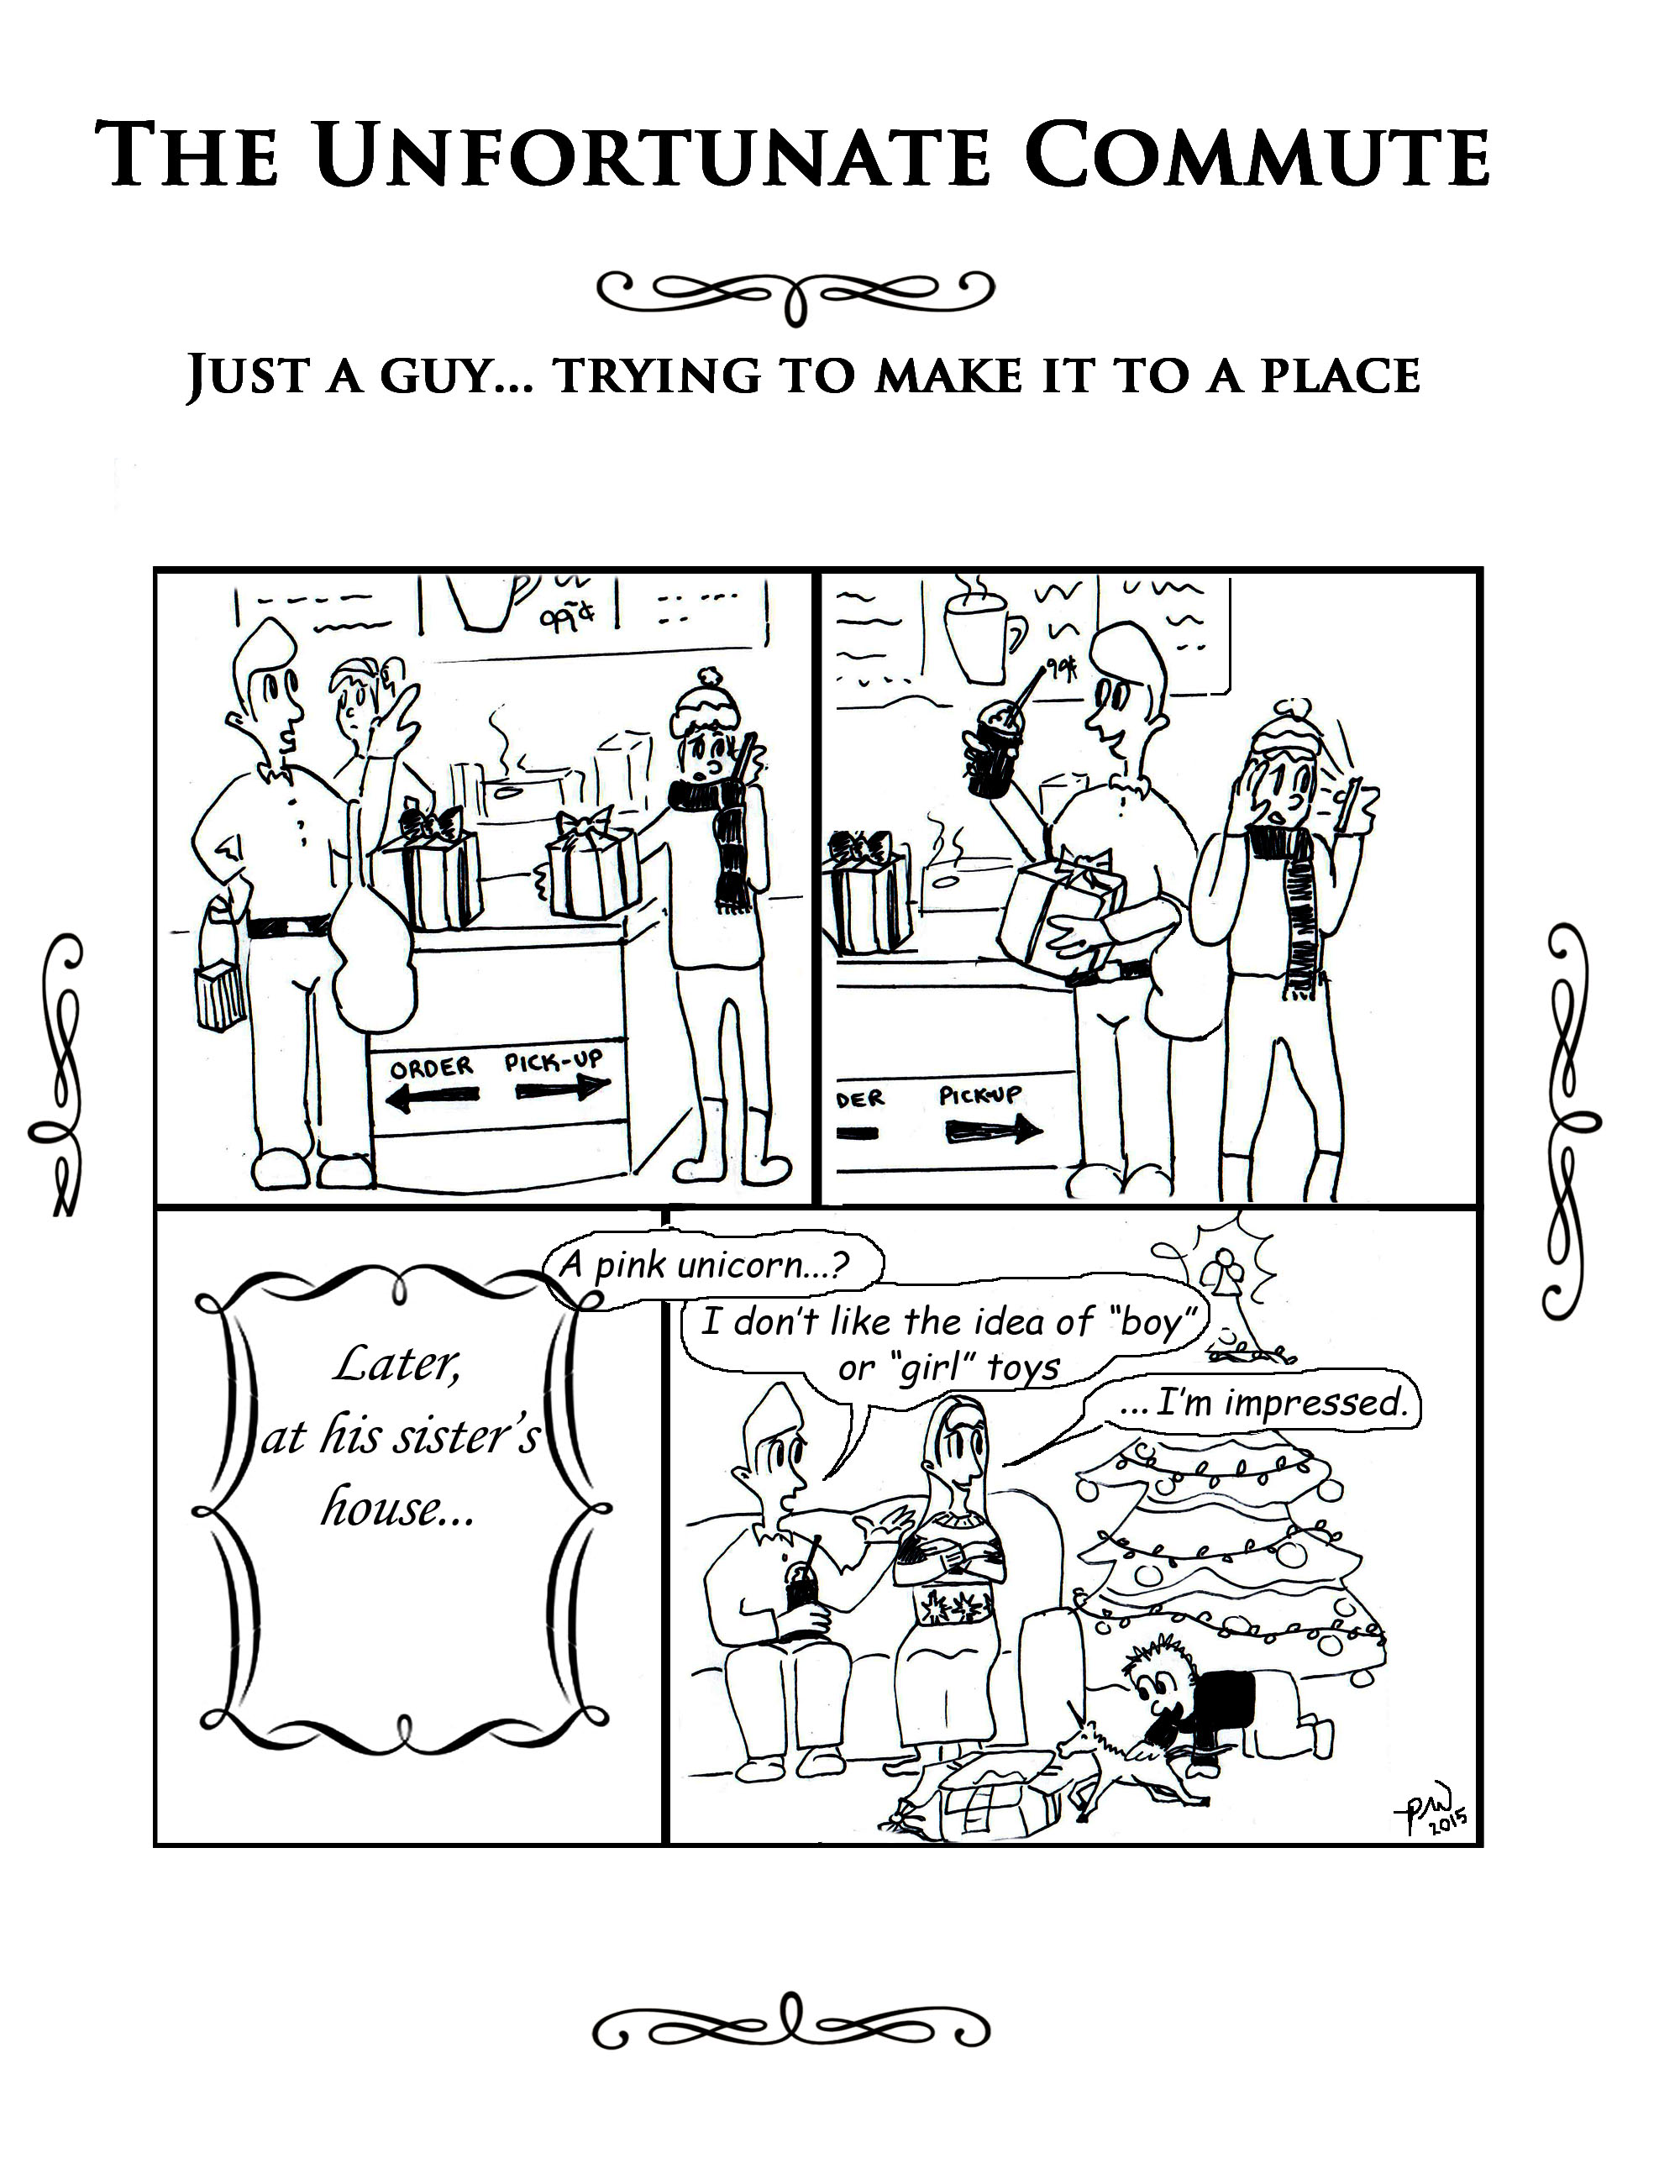 THE UNFORTUNATE COMMUTE
JUST A GUY... TRYING TO MAKE IT TO A PLACE
99¢
ORDER PICK-UP
99¢
DER PICK-UP
Later,
at his sister's
house...
A pink unicorn...?
I don't like the idea of "boy"
or "girl" toys
... I'm impressed.
PW
2015